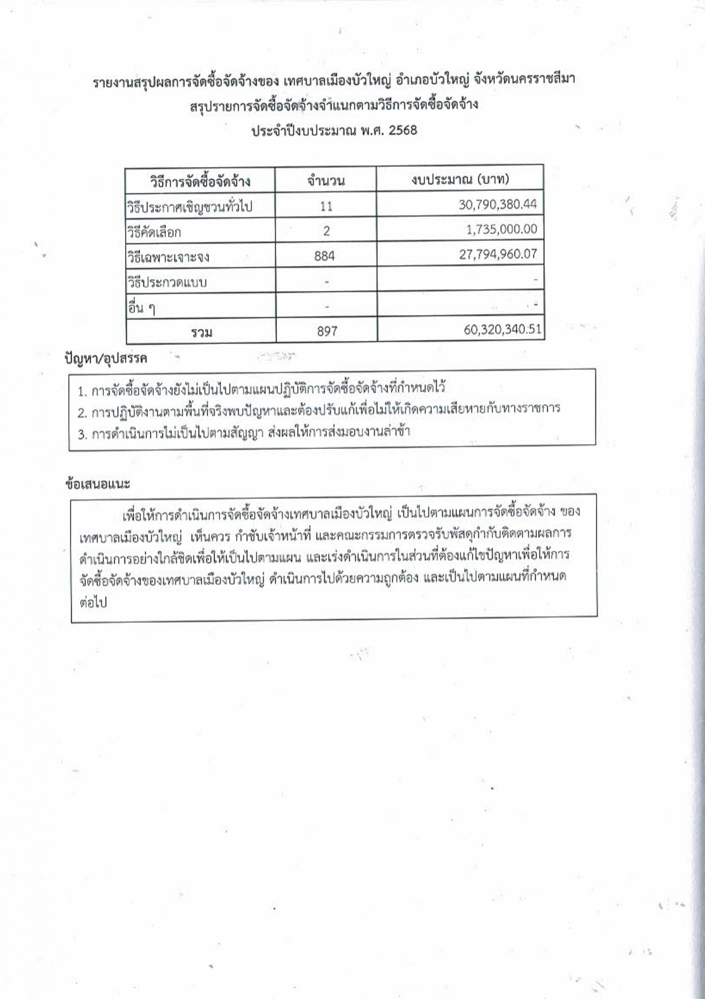 รายงานสรุปผลการจัดซื้อจัดจ้างของ เทศบาลเมืองบัวใหญ่ อำเภอบัวใหญ่ จังหวัดนครราชสีมา
สรุปรายการจัดซื้อจัดจ้างจำแนกตามวิธีการจัดซื้อจัดจ้าง
ประจำปีงบประมาณ พ.ศ. 2568
วิธีการจัดซื้อจัดจ้าง จำนวน งบประมาณ (บาท)
วิธีประกาศเชิญชวนทั่วไป 11 30,790,380.44
วิธีคัดเลือก 2 1,735,000.00
วิธีเฉพาะเจาะจง 884 27,794,960.07
วิธีประกวดแบบ - -
อื่น ๆ - -
รวม 897 60,320,340.51
ปัญหา/อุปสรรค
1. การจัดซื้อจัดจ้างยังไม่เป็นไปตามแผนปฏิบัติการจัดซื้อจัดจ้างที่กำหนดไว้
2. การปฏิบัติงานตามพื้นที่จริงพบปัญหาและต้องปรับแก้เพื่อไม่ให้เกิดความเสียหายกับทางราชการ
3. การดำเนินการไม่เป็นไปตามสัญญา ส่งผลให้การส่งมอบงานล่าช้า
ข้อเสนอแนะ
เพื่อให้การดำเนินการจัดซื้อจัดจ้างเทศบาลเมืองบัวใหญ่ เป็นไปตามแผนการจัดซื้อจัดจ้าง ของ
เทศบาลเมืองบัวใหญ่ เห็นควร กำชับเจ้าหน้าที่ และคณะกรรมการตรวจรับพัสดุกำกับติดตามผลการ
ดำเนินการอย่างใกล้ชิดเพื่อให้เป็นไปตามแผน และเร่งดำเนินการในส่วนที่ต้องแก้ไขปัญหาเพื่อให้การ
จัดซื้อจัดจ้างของเทศบาลเมืองบัวใหญ่ ดำเนินการไปด้วยความถูกต้อง และเป็นไปตามแผนที่กำหนด
ต่อไป